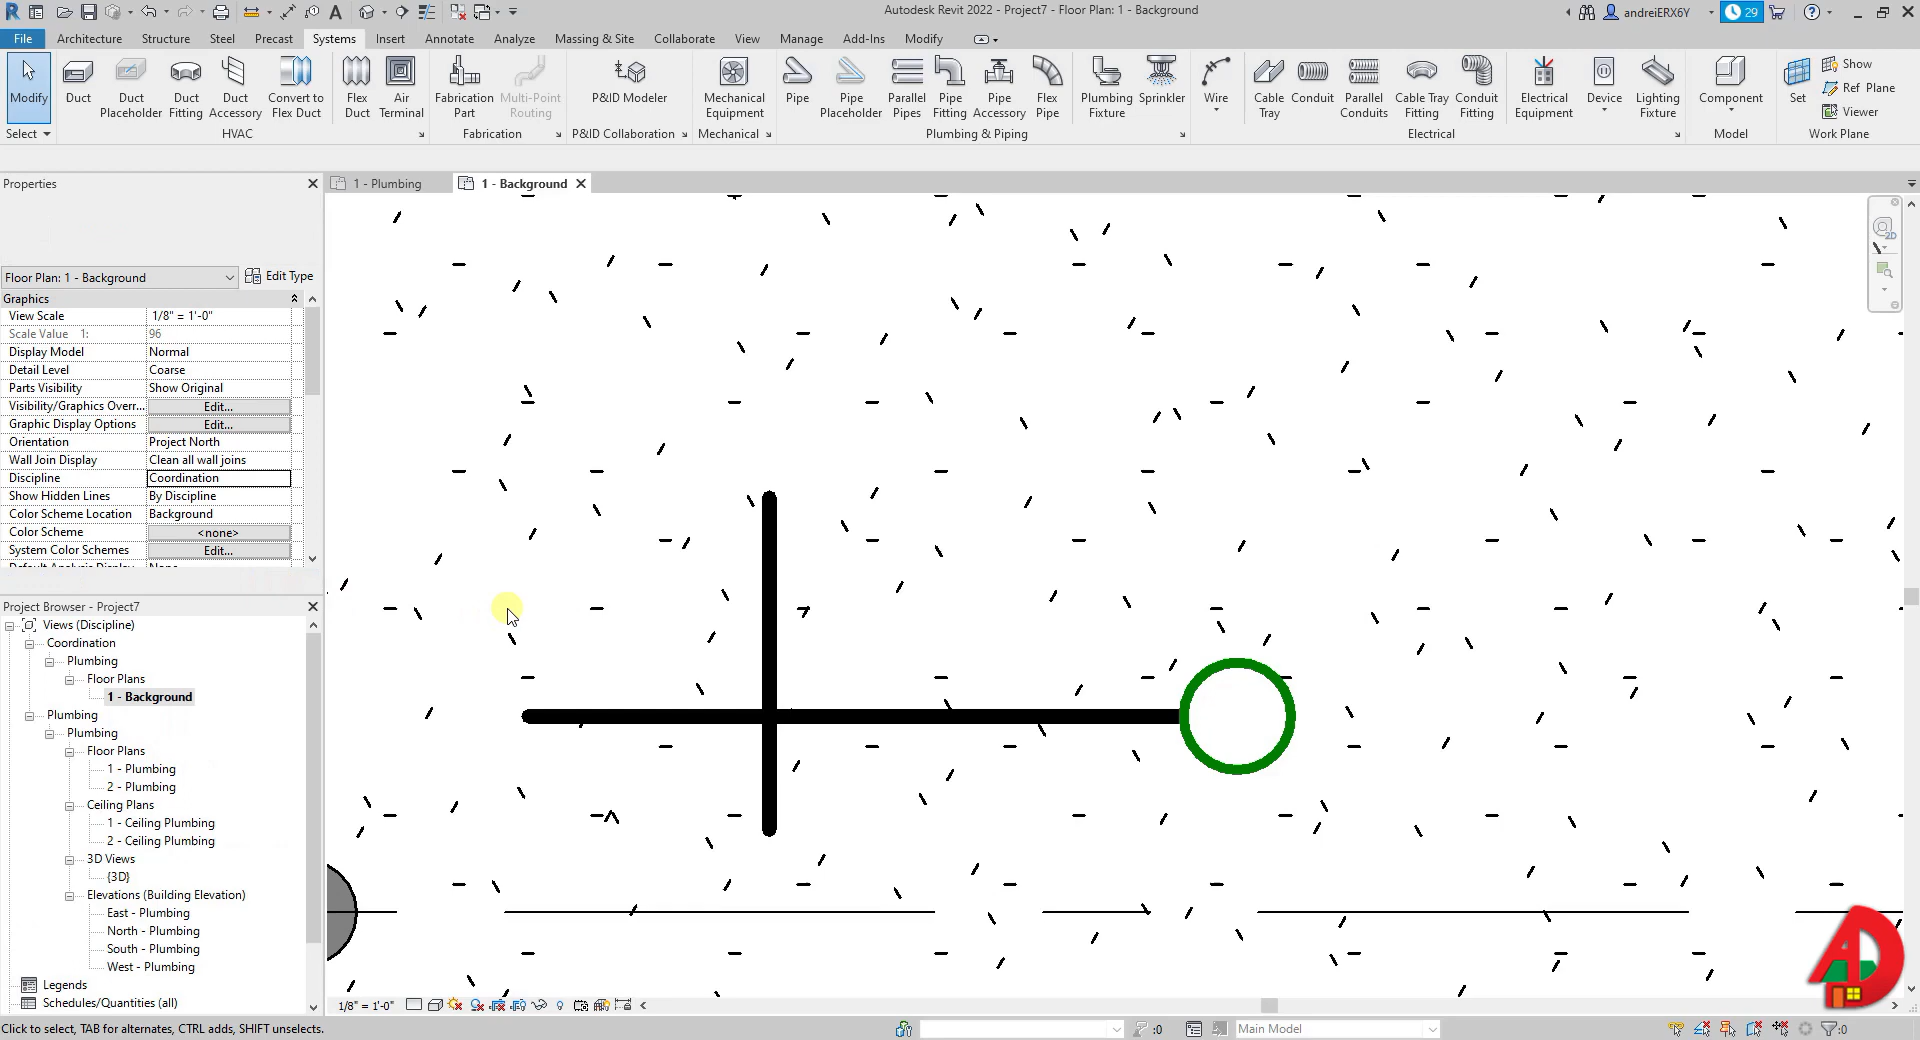 Autodesk Revit 2022 - Project7 - Floor Plan: 1 - Background
andreiERX6Y
29
File Architecture Structure Steel Precast Systems Insert Annotate Analyze Massing & Site Collaborate View Manage Add-Ins Modify
Modify
Duct
Duct Placeholder
Duct Fitting
Duct Accessory
Convert to Flex Duct
Flex Duct
Air Terminal
Fabrication Part
Multi-Point Routing
P&ID Modeler
Mechanical Equipment
Pipe
Pipe Placeholder
Parallel Pipes
Pipe Fitting
Pipe Accessory
Flex Pipe
Plumbing Fixture
Sprinkler
Wire
Cable Tray
Conduit
Parallel Conduits
Cable Tray Fitting
Conduit Fitting
Electrical Equipment
Device
Lighting Fixture
Component
Set
Show
Ref Plane
Viewer
Select HVAC Fabrication P&ID Collaboration Mechanical Plumbing & Piping Electrical Model Work Plane
Properties
1 - Plumbing
1 - Background
2D
Floor Plan: 1 - Background
Edit Type
Graphics
View Scale 1/8" = 1'-0"
Scale Value 1: 96
Display Model Normal
Detail Level Coarse
Parts Visibility Show Original
Visibility/Graphics Overr... Edit...
Graphic Display Options Edit...
Orientation Project North
Wall Join Display Clean all wall joins
Discipline Coordination
Show Hidden Lines By Discipline
Color Scheme Location Background
Color Scheme <none>
System Color Schemes Edit...
Project Browser - Project7
Views (Discipline)
Coordination
Plumbing
Floor Plans
1 - Background
Plumbing
Plumbing
Floor Plans
1 - Plumbing
2 - Plumbing
Ceiling Plans
1 - Ceiling Plumbing
2 - Ceiling Plumbing
3D Views
{3D}
Elevations (Building Elevation)
East - Plumbing
North - Plumbing
South - Plumbing
West - Plumbing
Legends
Schedules/Quantities (all)
1/8" = 1'-0"
Click to select, TAB for alternates, CTRL adds, SHIFT unselects.
:0
Main Model
:0